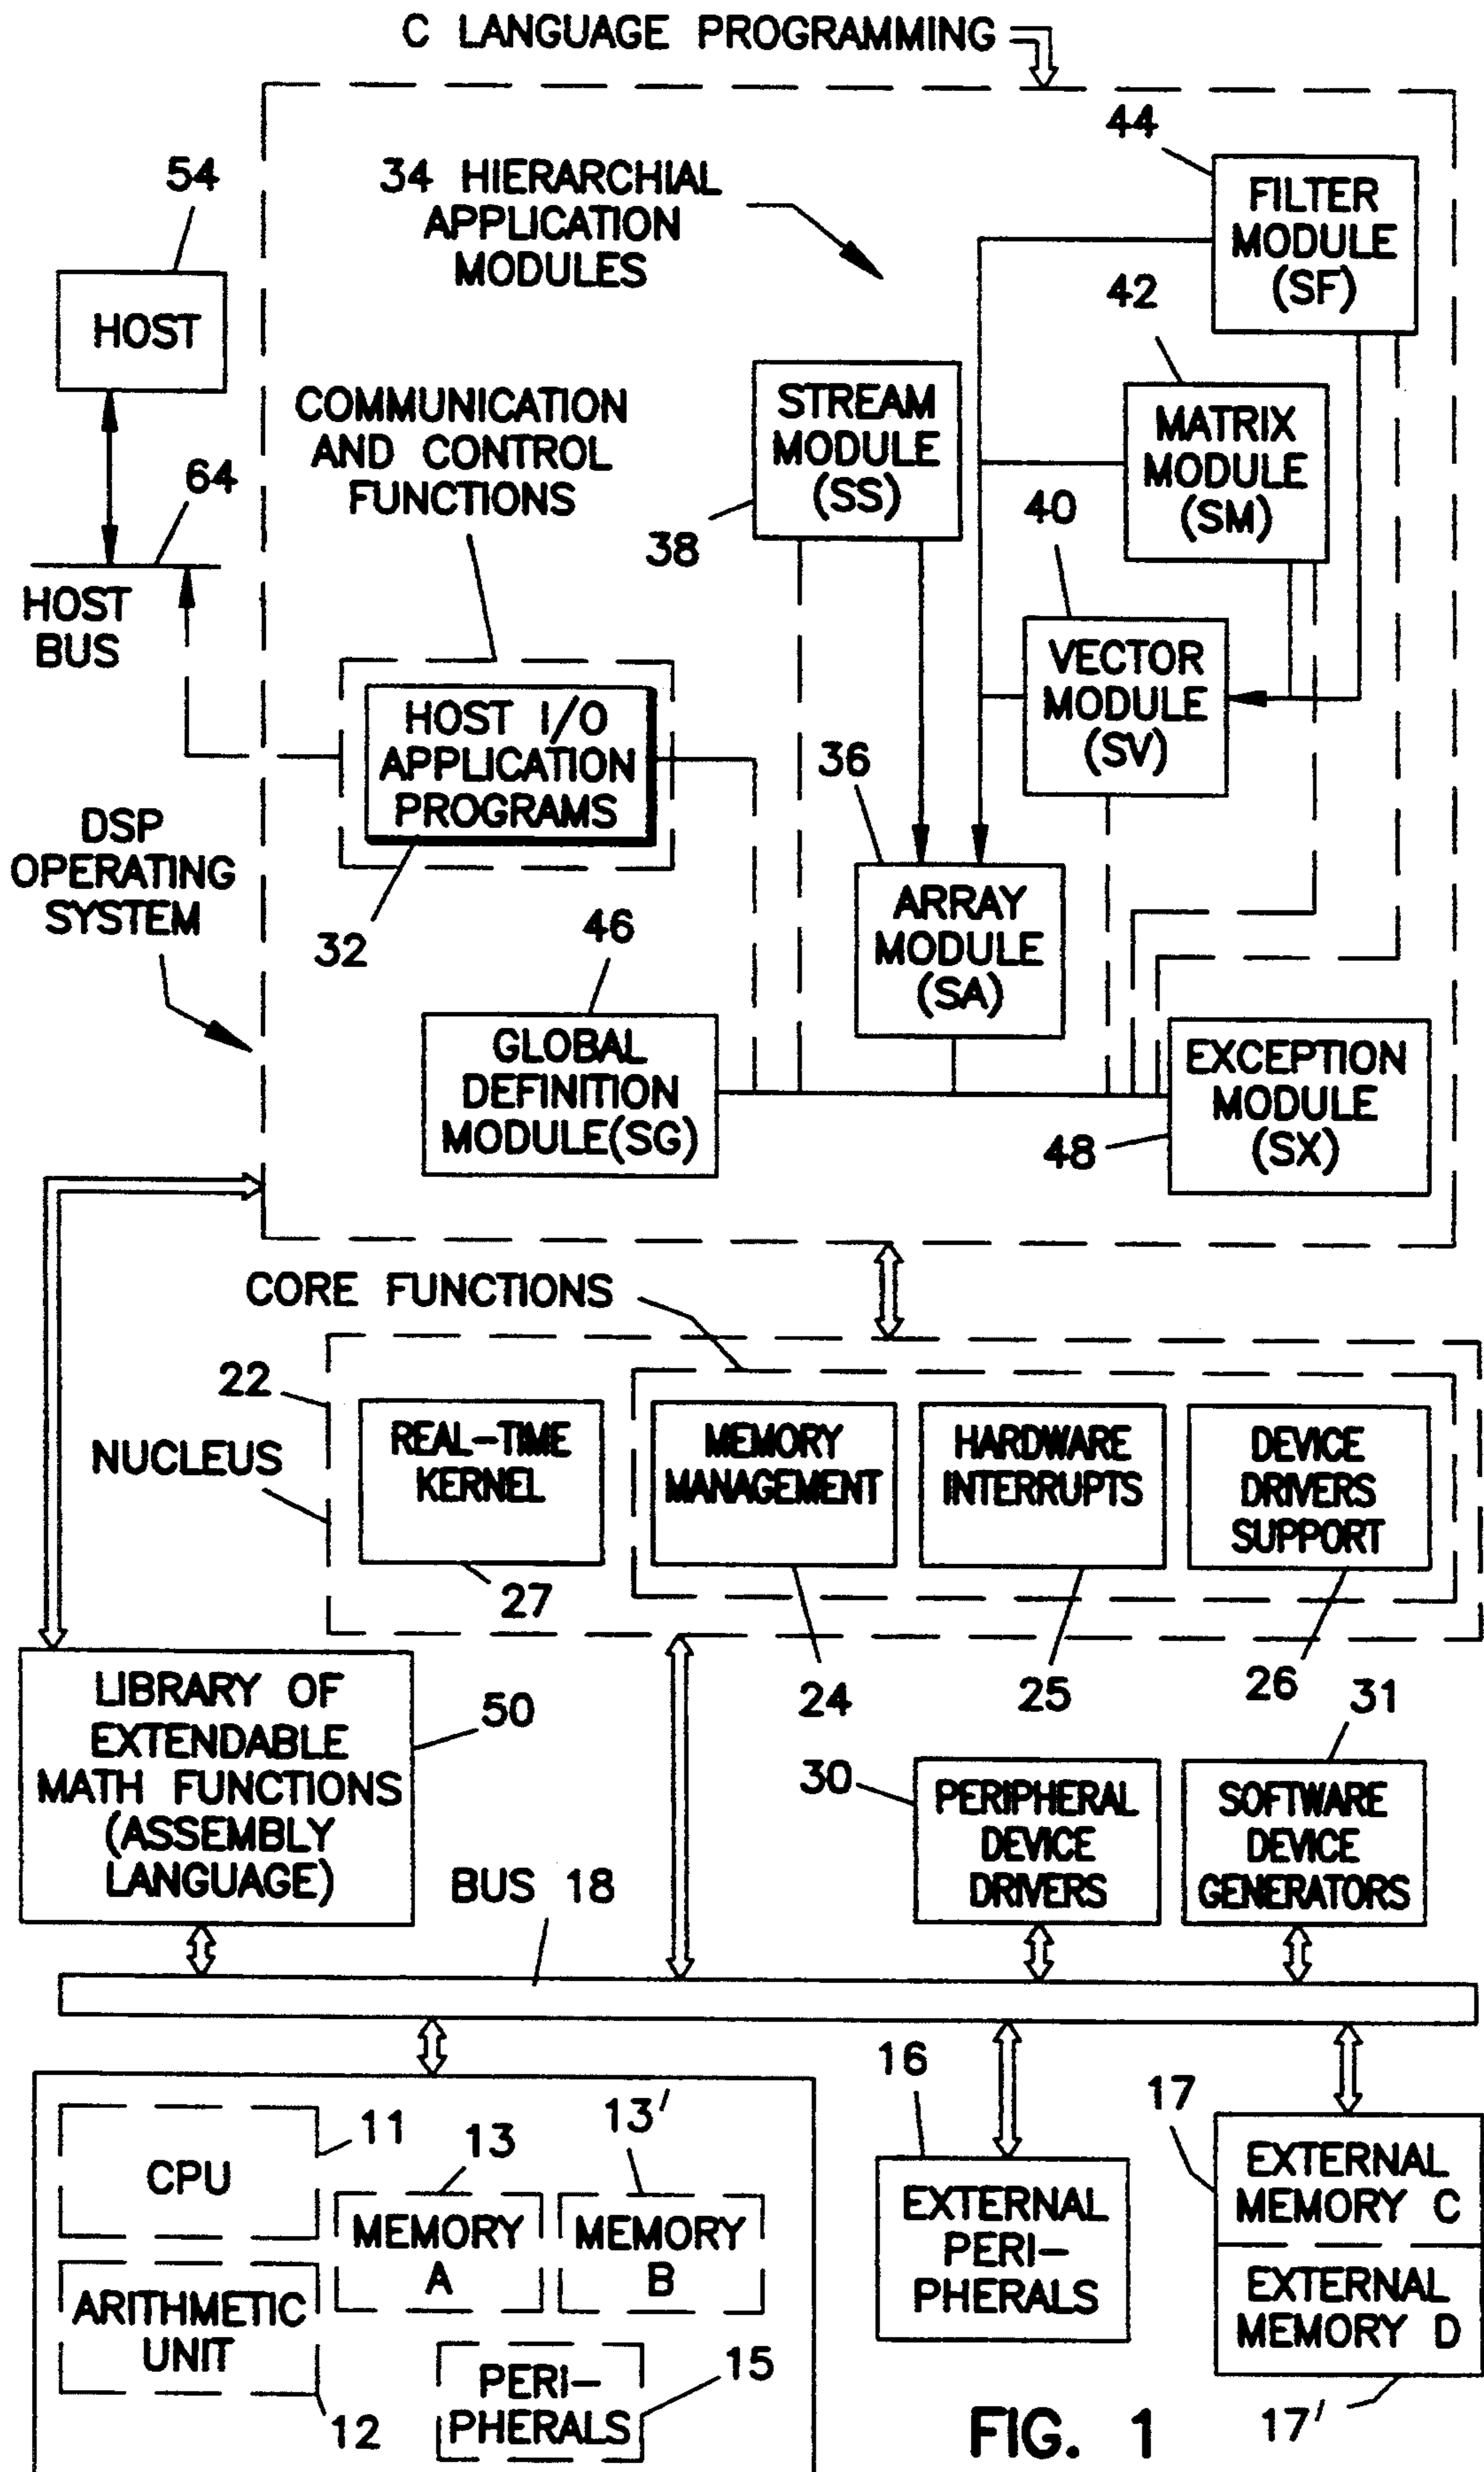 C LANGUAGE PROGRAMMING
44
54
34 HIERARCHIAL
APPLICATION
MODULES
FILTER
MODULE
(SF)
42
HOST
STREAM
MODULE
(SS)
38
MATRIX
MODULE
(SM)
COMMUNICATION
AND CONTROL
FUNCTIONS
64
40
HOST
BUS
VECTOR
MODULE
(SV)
HOST I/O
APPLICATION
PROGRAMS
36
DSP
OPERATING
SYSTEM
32
46
ARRAY
MODULE
(SA)
GLOBAL
DEFINITION
MODULE(SG)
EXCEPTION
MODULE
(SX)
48
CORE FUNCTIONS
22
NUCLEUS
REAL-TIME
KERNEL
MEMORY
MANAGEMENT
HARDWARE
INTERRUPTS
DEVICE
DRIVERS
SUPPORT
27
24
25
26
31
LIBRARY OF
EXTENDABLE
MATH FUNCTIONS
(ASSEMBLY
LANGUAGE)
50
30
PERIPHERAL
DEVICE
DRIVERS
SOFTWARE
DEVICE
GENERATORS
BUS 18
16
17
11
13
13'
CPU
MEMORY
A
MEMORY
B
EXTERNAL
PERI-
PHERALS
EXTERNAL
MEMORY C
EXTERNAL
MEMORY D
ARITHMETIC
UNIT
12
PERI-
PHERALS
15
17'
FIG. 1